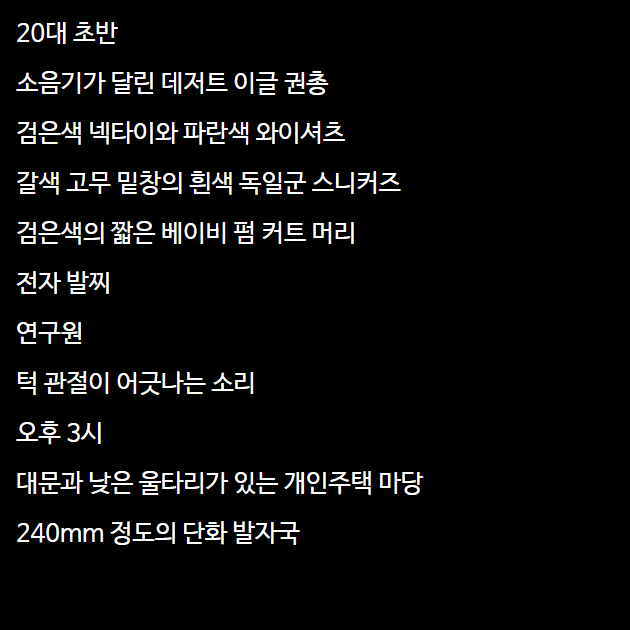 20대 초반
소음기가 달린 데저트 이글 권총
검은색 넥타이와 파란색 와이셔츠
갈색 고무 밑창의 흰색 독일군 스니커즈
검은색의 짧은 베이비 펌 커트 머리
전자 발찌
연구원
턱 관절이 어긋나는 소리
오후 3시
대문과 낮은 울타리가 있는 개인주택 마당
240mm 정도의 단화 발자국